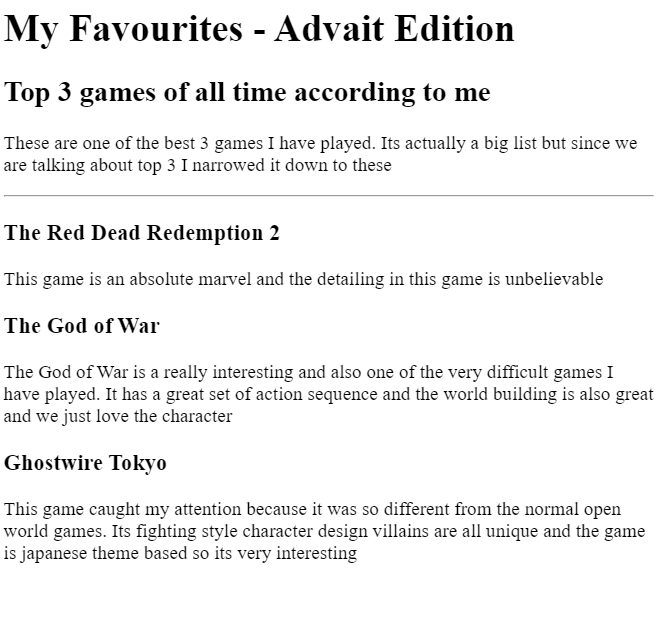 My Favourites - Advait Edition
Top 3 games of all time according to me
These are one of the best 3 games I have played. Its actually a big list but since we
are talking about top 3 I narrowed it down to these
The Red Dead Redemption 2
This game is an absolute marvel and the detailing in this game is unbelievable
The God of War
The God of War is a really interesting and also one of the very difficult games I
have played. It has a great set of action sequence and the world building is also great
and we just love the character
Ghostwire Tokyo
This game caught my attention because it was so different from the normal open
world games. Its fighting style character design villains are all unique and the game
is japanese theme based so its very interesting